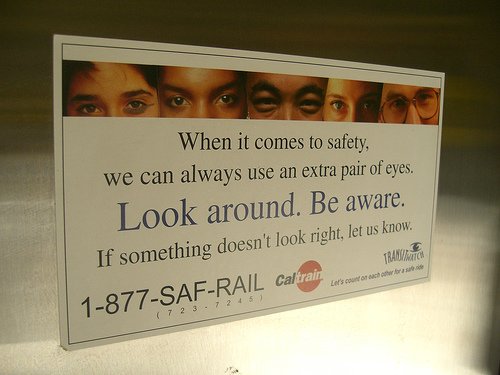 When it comes to safety,
we can always use an extra pair of eyes.
Look around. Be aware.
If something doesn't look right, let us know.
1-877-SAF-RAIL
(723-7245)
Caltrain
TRANSITWATCH
Let's count on each other for a safe ride